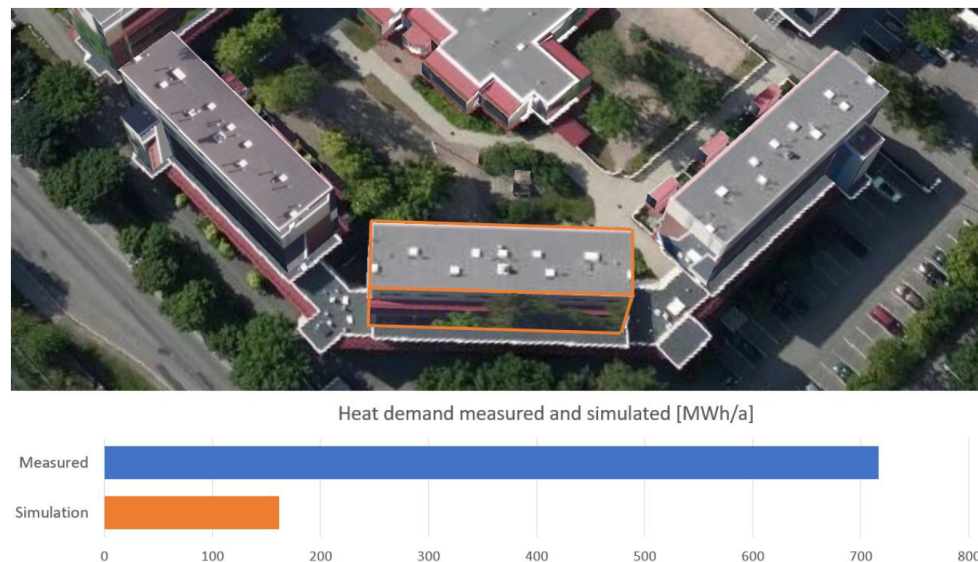 Heat demand measured and simulated [MWh/a]
Measured
Simulation
0 100 200 300 400 500 600 700 800